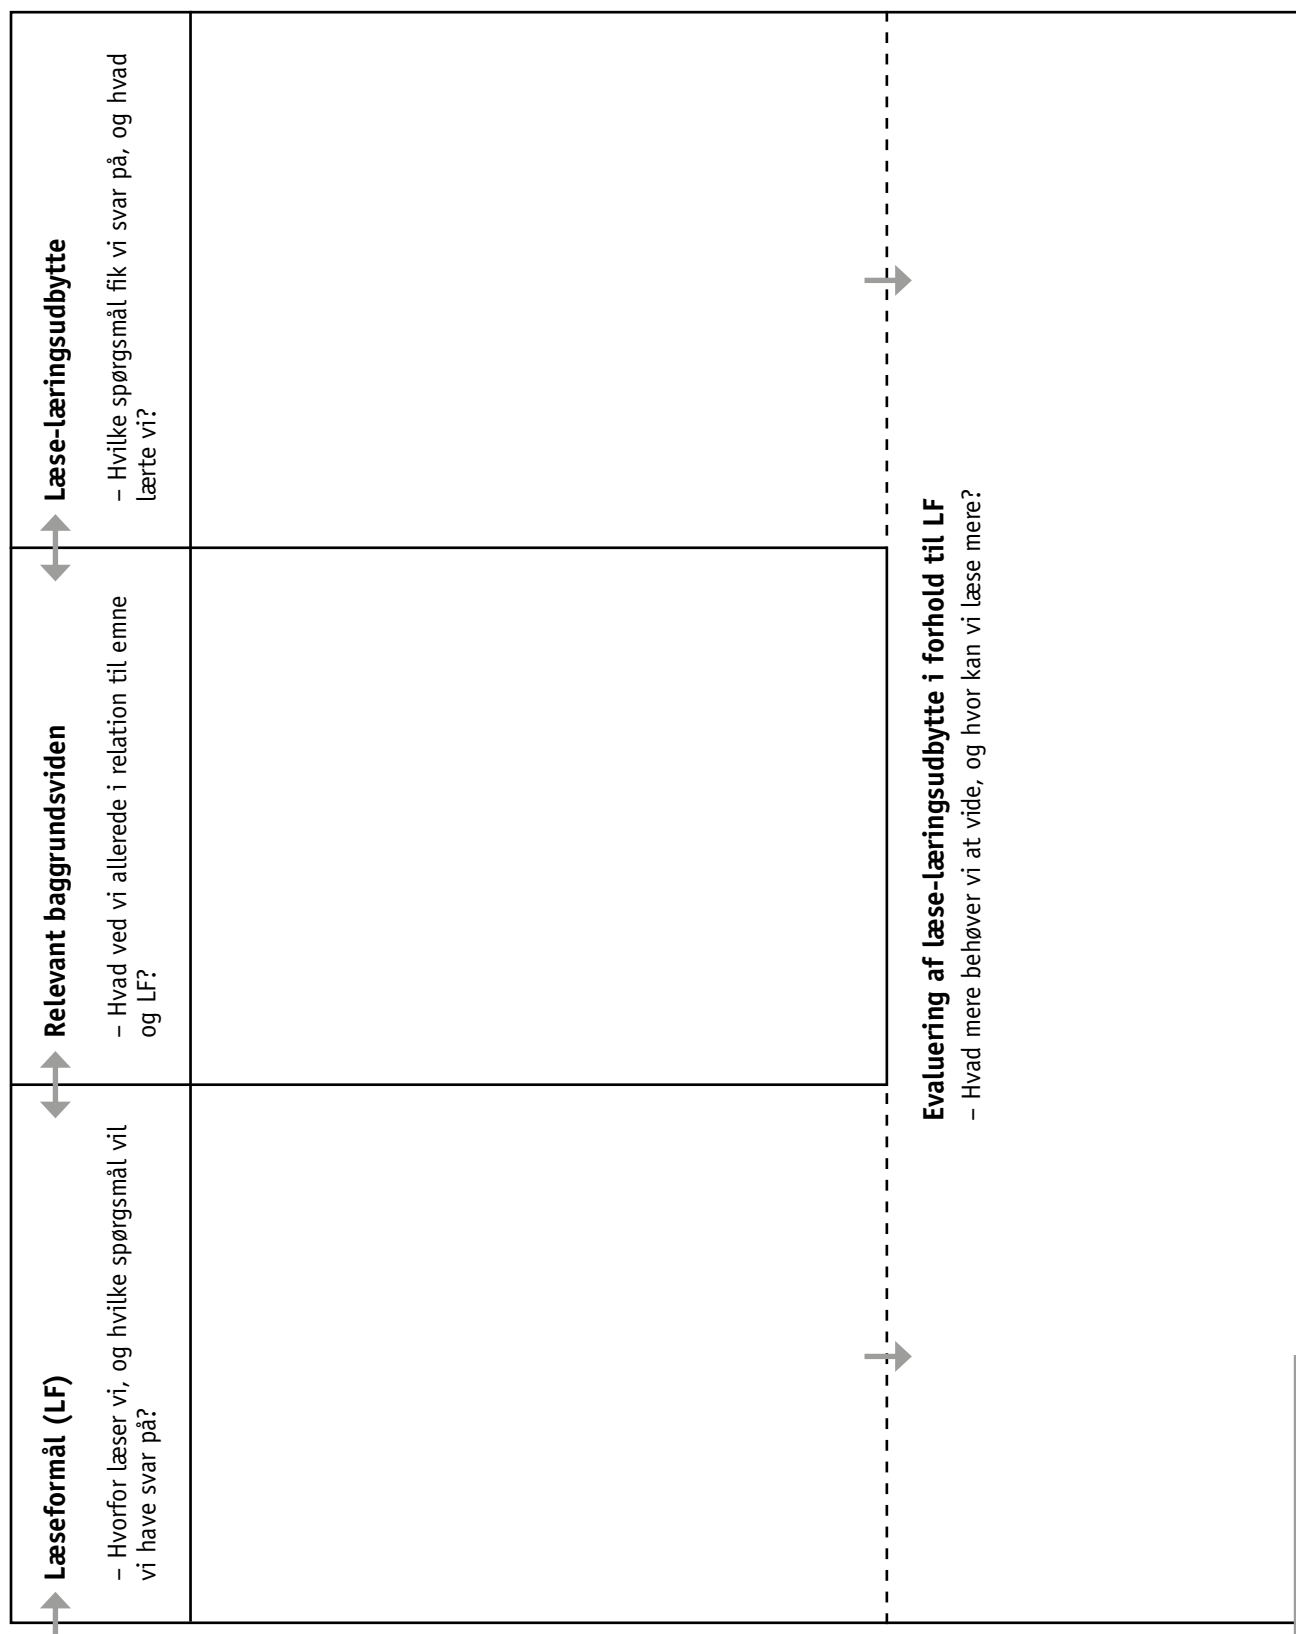 Læseformål (LF)
– Hvorfor læser vi, og hvilke spørgsmål vil
vi have svar på?
Relevant baggrundsviden
– Hvad ved vi allerede i relation til emne
og LF?
Læse-læringsudbytte
– Hvilke spørgsmål fik vi svar på, og hvad
lærte vi?
Evaluering af læse-læringsudbytte i forhold til LF
– Hvad mere behøver vi at vide, og hvor kan vi læse mere?